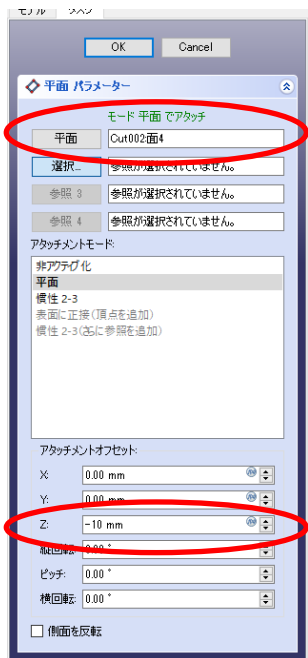 モデル タスク
OK Cancel
平面 パラメーター
モード 平面 でアタッチ
平面 Cut002:面4
選択... 参照が選択されていません。
参照 3 参照が選択されていません。
参照 4 参照が選択されていません。
アタッチメントモード:
非アクティブ化
平面
慣性 2-3
表面に正接(頂点を追加)
慣性 2-3(さらに参照を追加)
アタッチメントオフセット:
X: 0.00 mm
Y: 0.00 mm
Z: -10 mm
縦回転: 0.00 °
ピッチ: 0.00 °
横回転: 0.00 °
側面を反転